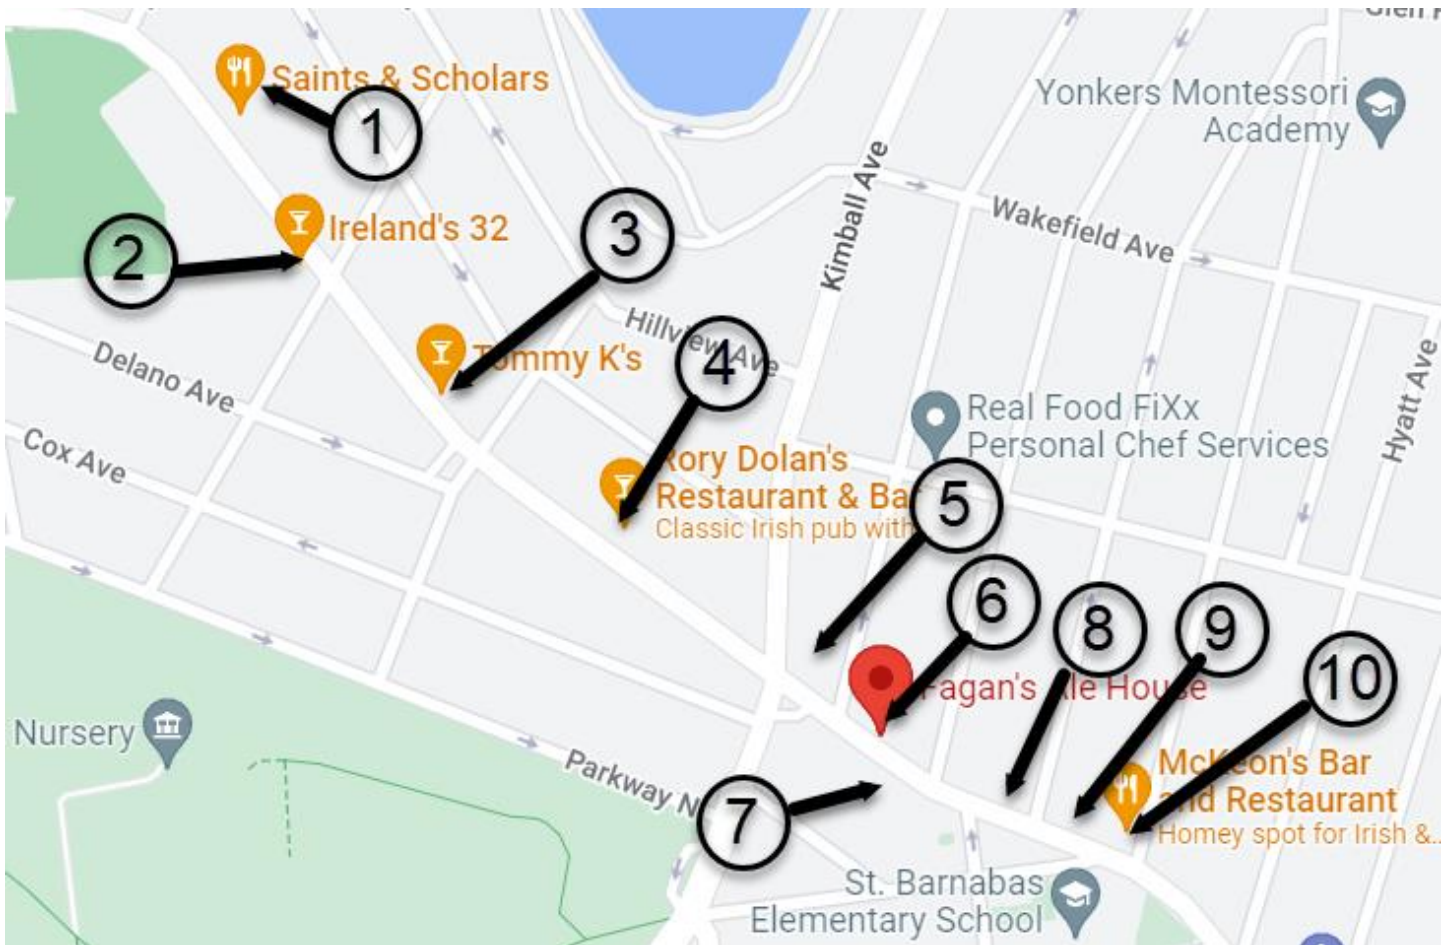 Glen
Saints & Scholars
1
Yonkers Montessori
Academy
Kimball Ave
Ireland's 32
2
3
Wakefield Ave
Hillview Ave
Tommy K's
4
Delano Ave
Cox Ave
Hyatt Ave
Real Food FiXx
Personal Chef Services
Rory Dolan's
Restaurant & Ba
Classic Irish pub with
5
6
8
9
10
Fagan's Ale House
Nursery
Parkway N
7
McKeon's Bar
and Restaurant
Homey spot for Irish &...
St. Barnabas
Elementary School